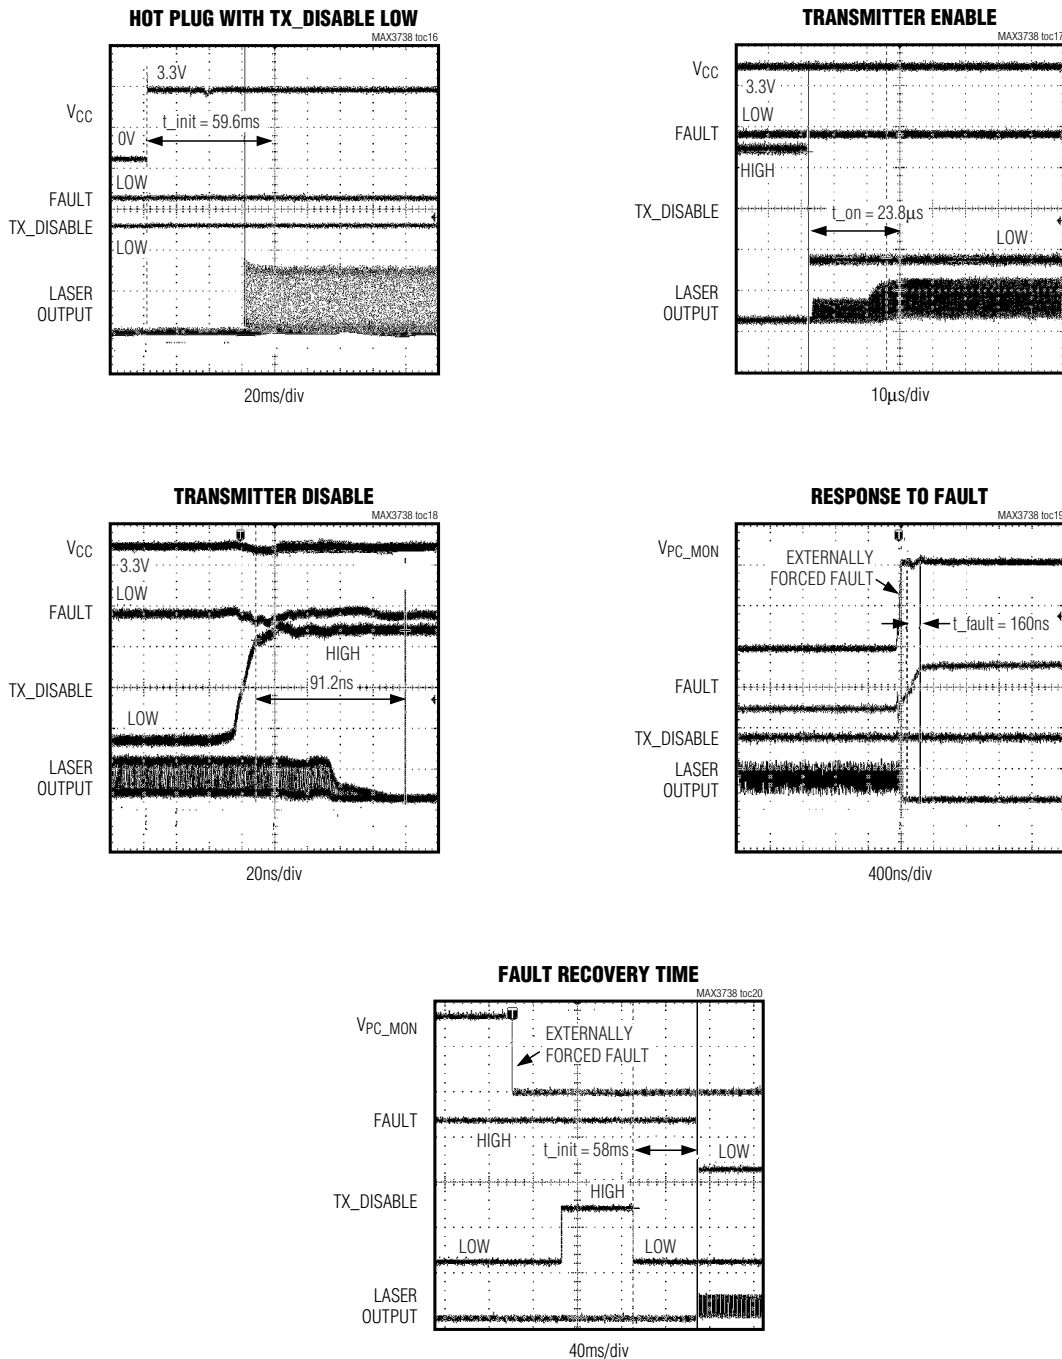 HOT PLUG WITH TX_DISABLE LOW
MAX3738 toc16
3.3V
VCC
t_init = 59.6ms
0V
LOW
FAULT
TX_DISABLE
LOW
LASER
OUTPUT
20ms/div
TRANSMITTER ENABLE
MAX3738 toc17
VCC
3.3V
LOW
FAULT
HIGH
TX_DISABLE
t_on = 23.8μs
LOW
LASER
OUTPUT
10μs/div
TRANSMITTER DISABLE
MAX3738 toc18
VCC
3.3V
LOW
FAULT
HIGH
91.2ns
TX_DISABLE
LOW
LASER
OUTPUT
20ns/div
RESPONSE TO FAULT
MAX3738 toc19
VPC_MON
EXTERNALLY
FORCED FAULT
t_fault = 160ns
FAULT
TX_DISABLE
LASER
OUTPUT
400ns/div
FAULT RECOVERY TIME
MAX3738 toc20
VPC_MON
EXTERNALLY
FORCED FAULT
FAULT
HIGH
t_init = 58ms
LOW
HIGH
TX_DISABLE
LOW
LOW
LASER
OUTPUT
40ms/div